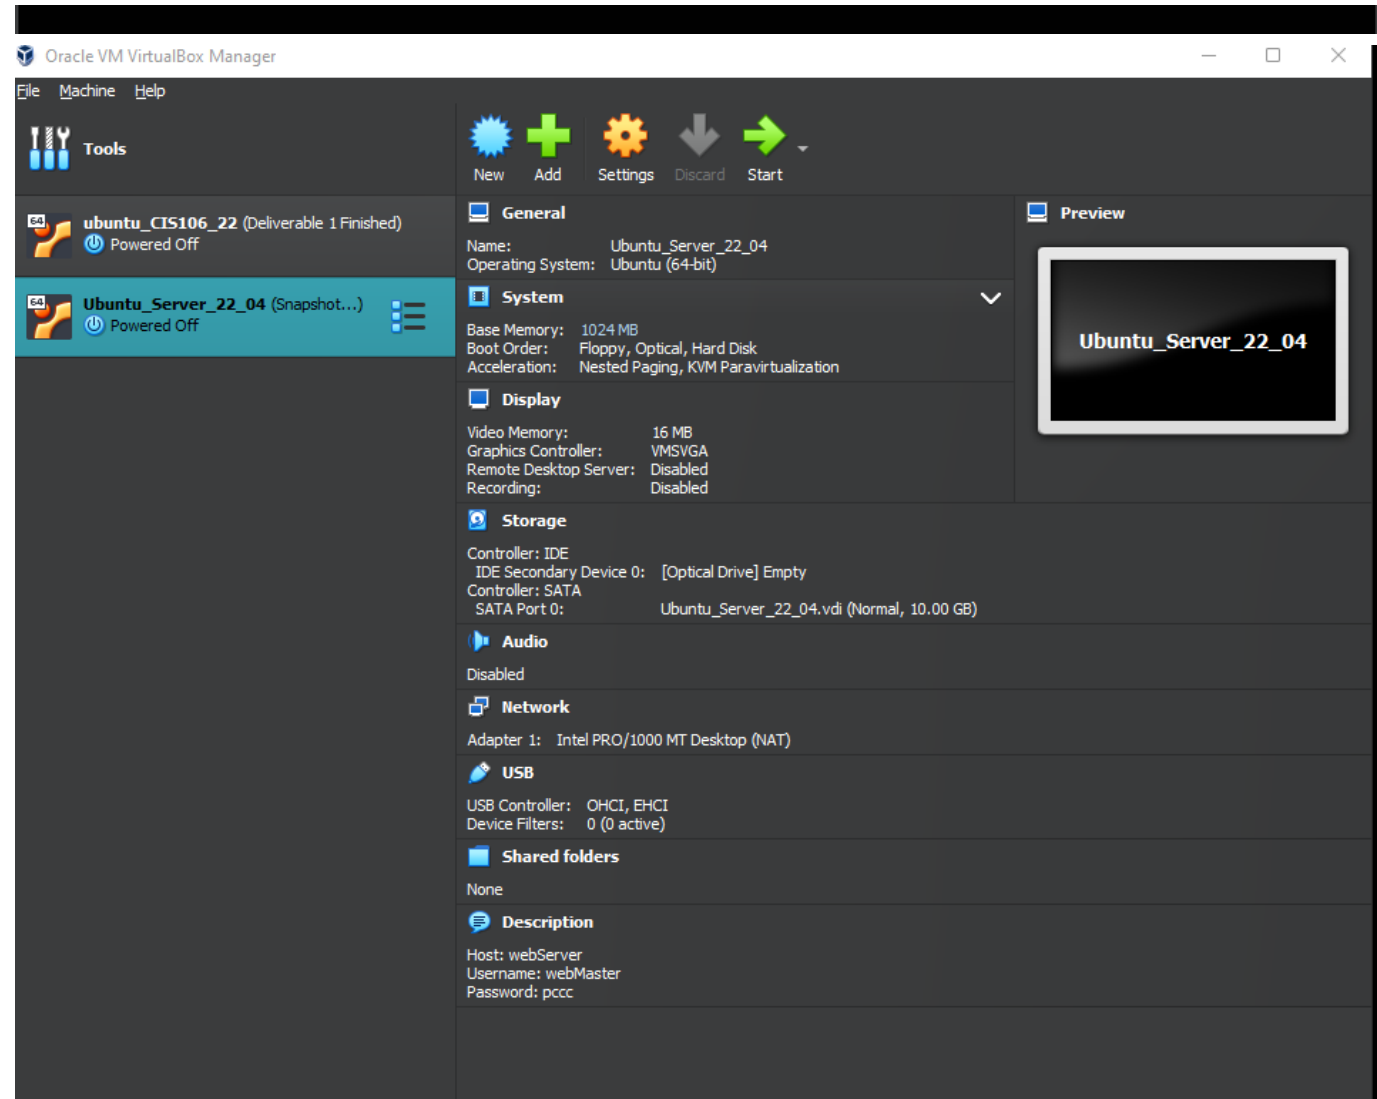 Oracle VM VirtualBox Manager
File Machine Help
Tools
New Add Settings Discard Start
64 ubuntu_CIS106_22 (Deliverable 1 Finished)
Powered Off
64 Ubuntu_Server_22_04 (Snapshot...)
Powered Off
General
Name: Ubuntu_Server_22_04
Operating System: Ubuntu (64-bit)
System
Base Memory: 1024 MB
Boot Order: Floppy, Optical, Hard Disk
Acceleration: Nested Paging, KVM Paravirtualization
Display
Video Memory: 16 MB
Graphics Controller: VMSVGA
Remote Desktop Server: Disabled
Recording: Disabled
Preview
Ubuntu_Server_22_04
Storage
Controller: IDE
IDE Secondary Device 0: [Optical Drive] Empty
Controller: SATA
SATA Port 0: Ubuntu_Server_22_04.vdi (Normal, 10.00 GB)
Audio
Disabled
Network
Adapter 1: Intel PRO/1000 MT Desktop (NAT)
USB
USB Controller: OHCI, EHCI
Device Filters: 0 (0 active)
Shared folders
None
Description
Host: webServer
Username: webMaster
Password: pccc